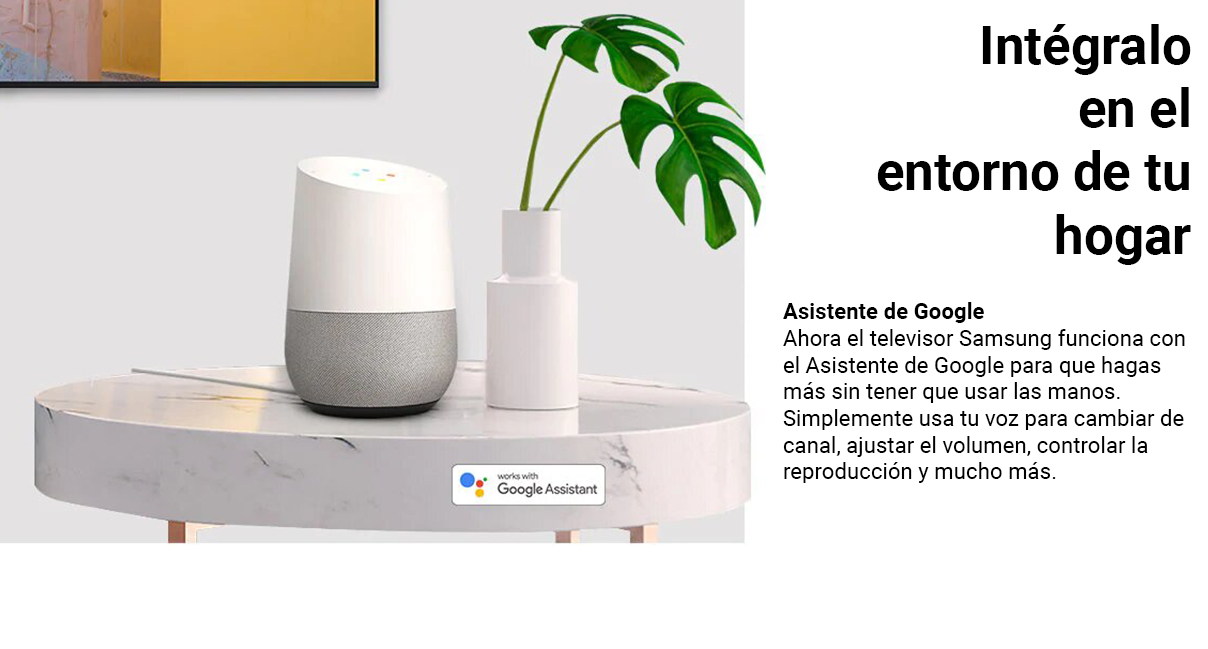 Intégralo
en el
entorno de tu
hogar
Asistente de Google
Ahora el televisor Samsung funciona con
el Asistente de Google para que hagas
más sin tener que usar las manos.
Simplemente usa tu voz para cambiar de
canal, ajustar el volumen, controlar la
reproducción y mucho más.
works with
Google Assistant